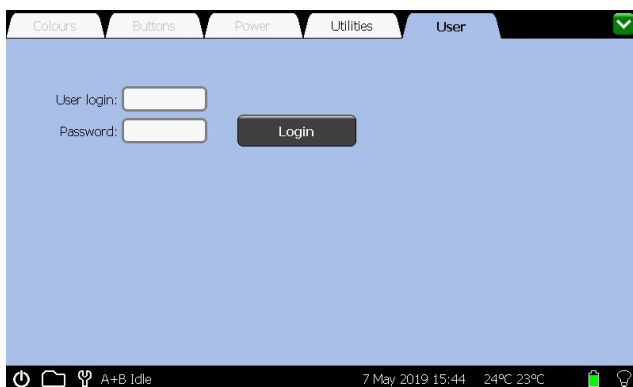 Colours Buttons Power Utilities User
User login:
Password: Login
A+B Idle 7 May 2019 15:44 24ºC 23ºC